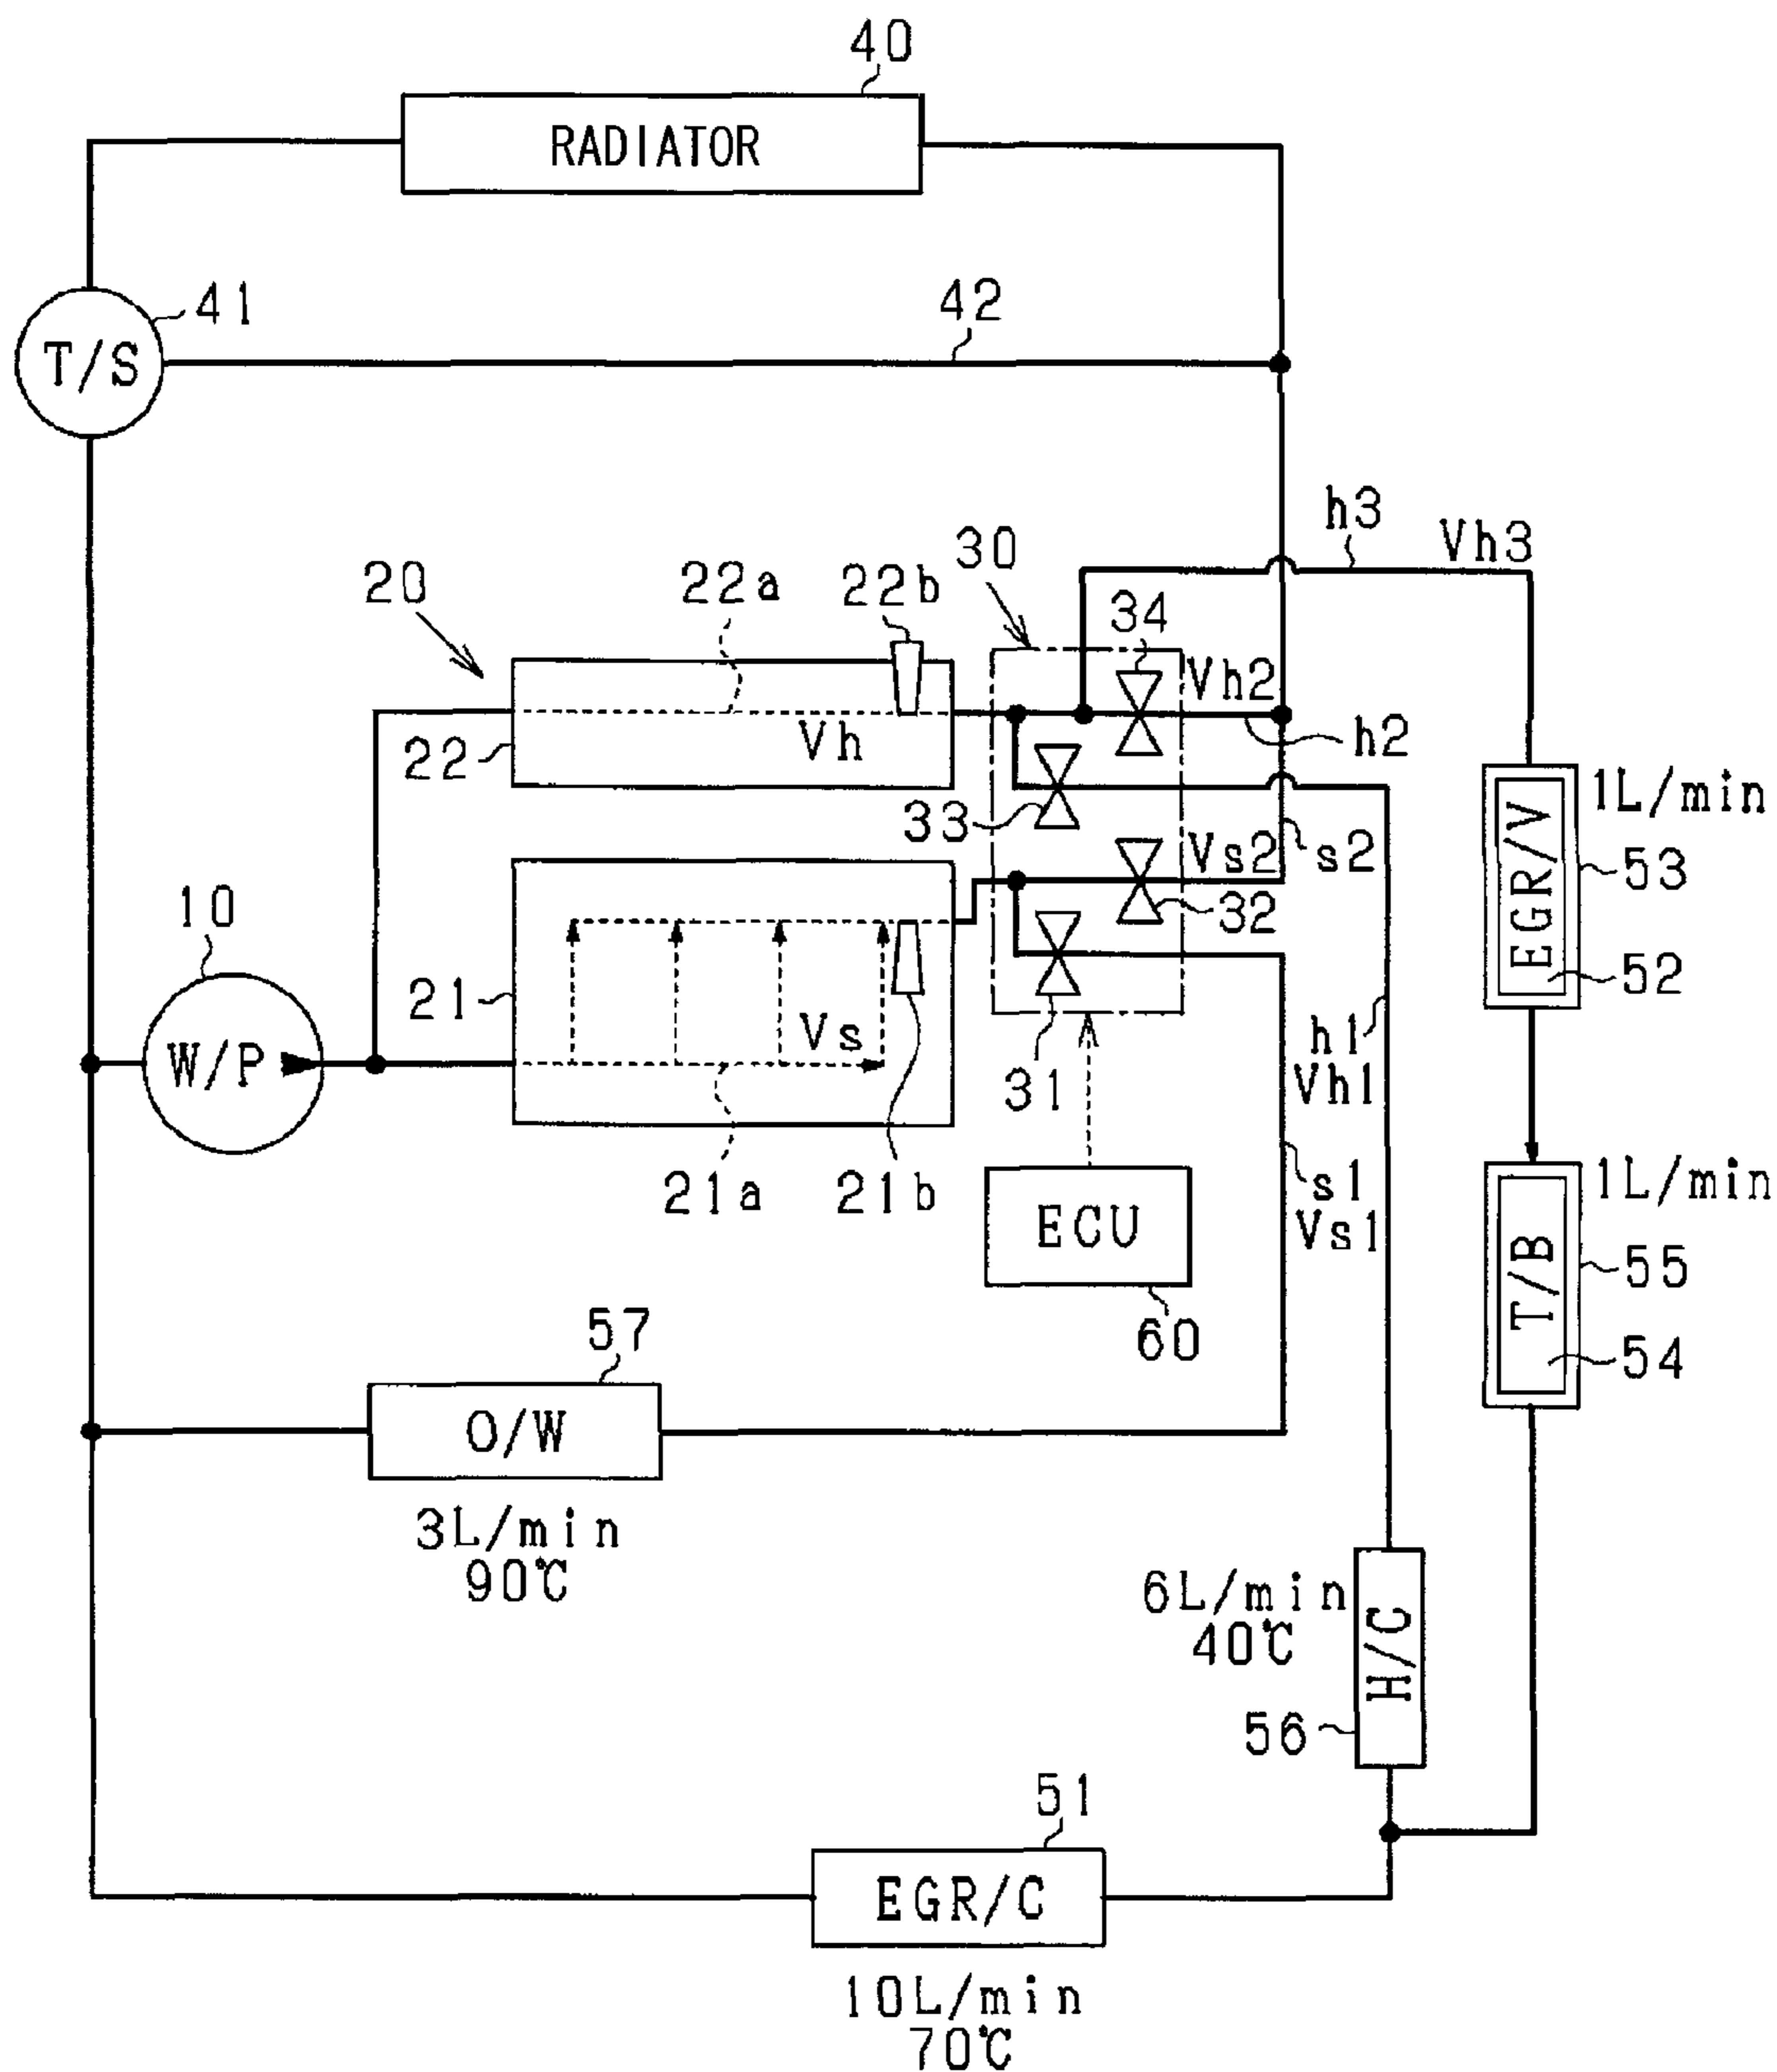 40
RADIATOR
41
T/S
42
h3
Vh3
30
20
22a
22b
34
Vh2
h2
Vh
22
33
1L/min
EGR/V
53
52
Vs2
s2
32
10
W/P
21
Vs
31
h1
Vh1
21a
21b
s1
Vs1
ECU
60
1L/min
T/B
55
54
57
O/W
3L/min
90℃
6L/min
40℃
H/C
56
51
EGR/C
10L/min
70℃